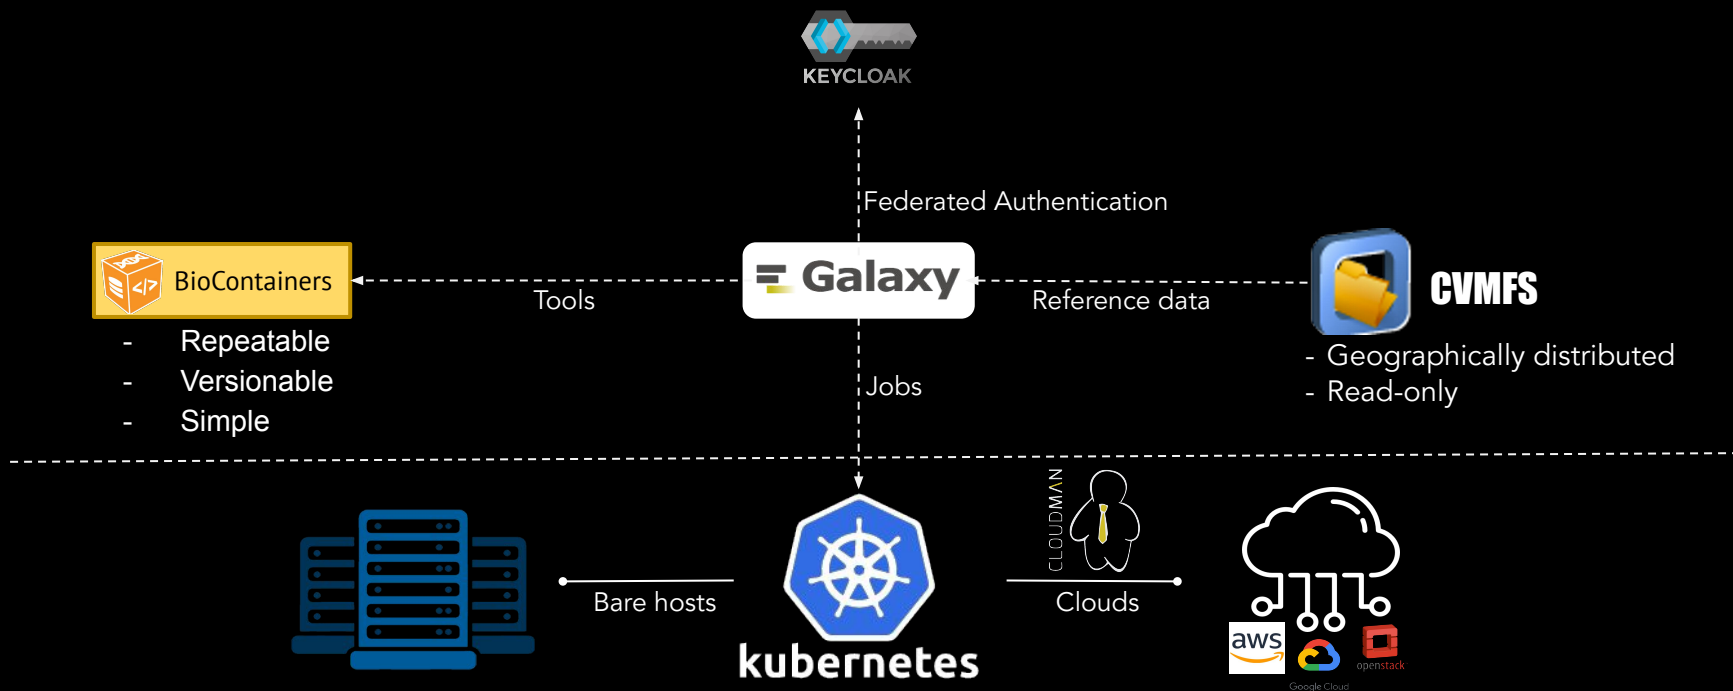 KEYCLOAK
Federated Authentication
BioContainers
</>
Tools
Galaxy
Reference data
CVMFS
- Repeatable
- Versionable
- Simple
Jobs
- Geographically distributed
- Read-only
CLOUDMAN
Bare hosts
Clouds
kubernetes
aws
openstack
Google Cloud